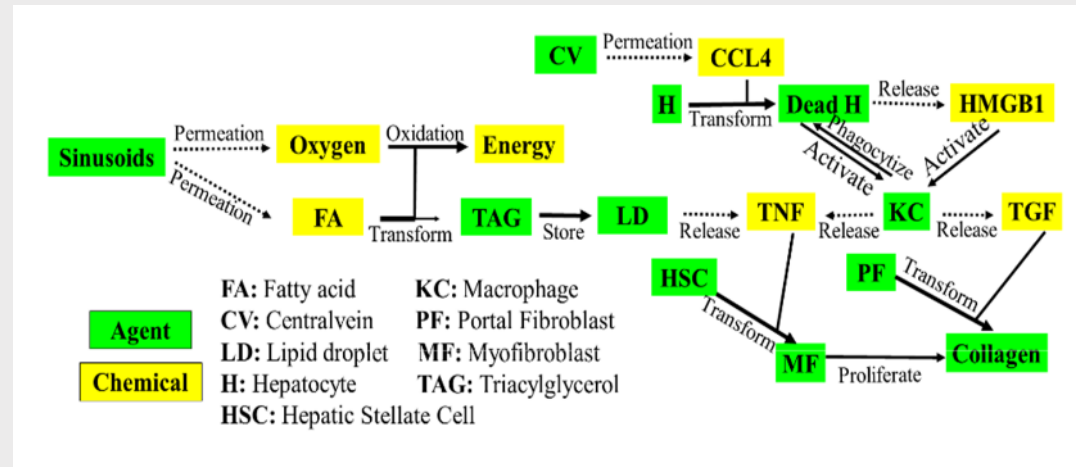 CV
Permeation
CCL4
H
Transform
Dead H
Release
HMGB1
Sinusoids
Permeation
Oxygen
Oxidation
Energy
Phagocytize
Activate
Activate
Permeation
FA
Transform
TAG
Store
LD
Release
TNF
Release
KC
Release
TGF
HSC
Transform
PF
Transform
MF
Proliferate
Collagen
Agent
Chemical
FA: Fatty acid
CV: Centralvein
LD: Lipid droplet
H: Hepatocyte
HSC: Hepatic Stellate Cell
KC: Macrophage
PF: Portal Fibroblast
MF: Myofibroblast
TAG: Triacylglycerol